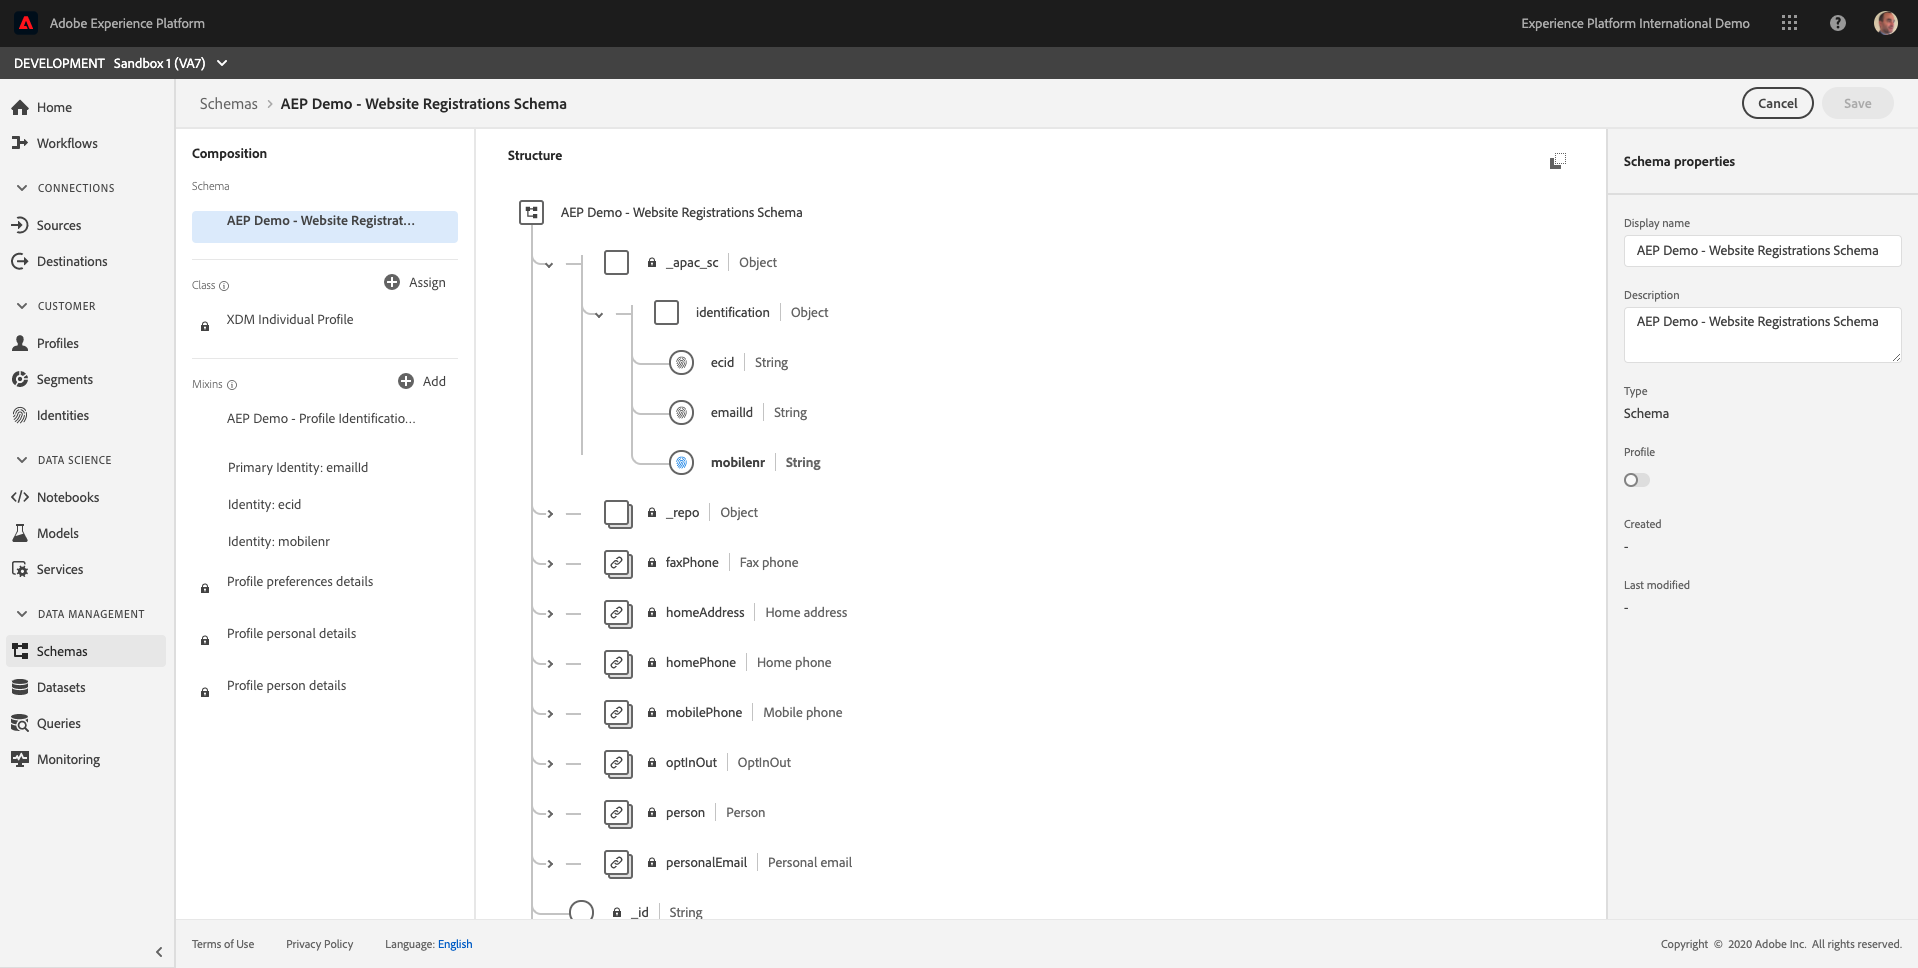 Adobe Experience Platform
Experience Platform International Demo
DEVELOPMENT Sandbox 1 (VA7)
Home
Workflows
CONNECTIONS
Sources
Destinations
CUSTOMER
Profiles
Segments
Identities
DATA SCIENCE
Notebooks
Models
Services
DATA MANAGEMENT
Schemas
Datasets
Queries
Monitoring
Schemas > AEP Demo - Website Registrations Schema
Cancel
Save
Composition
Schema
AEP Demo - Website Registrat...
Class
Assign
XDM Individual Profile
Mixins
Add
AEP Demo - Profile Identificatio...
Primary Identity: emailId
Identity: ecid
Identity: mobilenr
Profile preferences details
Profile personal details
Profile person details
Structure
AEP Demo - Website Registrations Schema
_apac_sc | Object
identification | Object
ecid | String
emailId | String
mobilenr | String
_repo | Object
faxPhone | Fax phone
homeAddress | Home address
homePhone | Home phone
mobilePhone | Mobile phone
optInOut | OptInOut
person | Person
personalEmail | Personal email
_id | String
Schema properties
Display name
AEP Demo - Website Registrations Schema
Description
AEP Demo - Website Registrations Schema
Type
Schema
Profile
Created
-
Last modified
-
Terms of Use
Privacy Policy
Language: English
Copyright © 2020 Adobe Inc. All rights reserved.